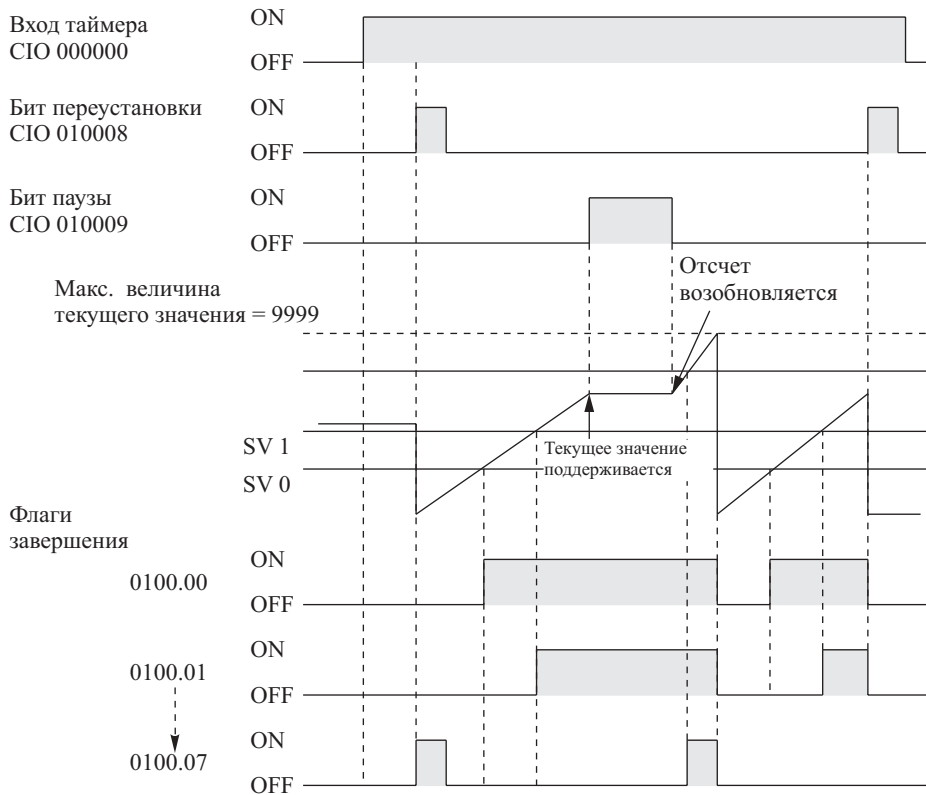 Вход таймера
CIO 000000
ON
OFF
Бит переустановки
CIO 010008
ON
OFF
Бит паузы
CIO 010009
ON
OFF
Отсчет
возобновляется
Макс. величина
текущего значения = 9999
SV 1
Текущее значение
поддерживается
SV 0
Флаги
завершения
0100.00
ON
OFF
0100.01
ON
OFF
0100.07
ON
OFF